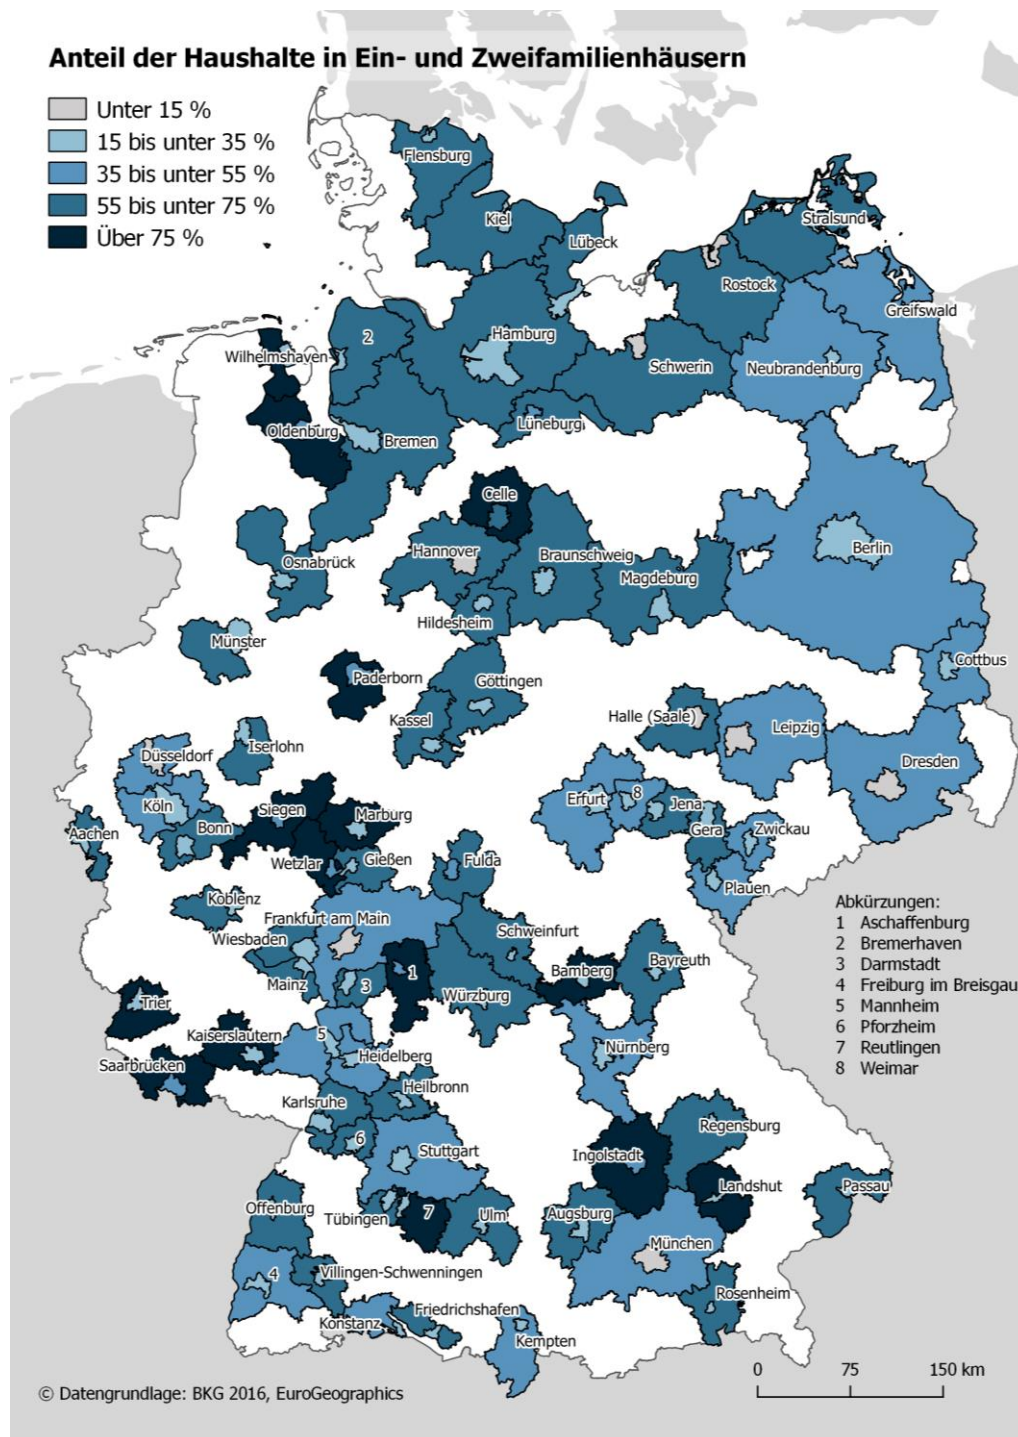 Anteil der Haushalte in Ein- und Zweifamilienhäusern
Unter 15 %
15 bis unter 35 %
35 bis unter 55 %
55 bis unter 75 %
Über 75 %
Flensburg
Kiel
Lübeck
Stralsund
Rostock
Greifswald
2
Hamburg
Wilhelmshaven
Schwerin
Neubrandenburg
Oldenburg
Bremen
Lüneburg
Celle
Hannover
Braunschweig
Berlin
Osnabrück
Magdeburg
Hildesheim
Münster
Cottbus
Paderborn
Göttingen
Kassel
Halle (Saale)
Leipzig
Iserlohn
Düsseldorf
Dresden
Köln
Siegen
Marburg
Erfurt
8
Jena
Aachen
Bonn
Gera
Zwickau
Wetzlar
Gießen
Fulda
Plauen
Koblenz
Frankfurt am Main
Wiesbaden
Schweinfurt
Mainz
3
1
Würzburg
Bamberg
Bayreuth
Trier
Kaiserslautern
5
Saarbrücken
Heidelberg
Nürnberg
Heilbronn
Karlsruhe
6
Stuttgart
Regensburg
Ingolstadt
Landshut
Passau
Offenburg
Tübingen
7
Ulm
Augsburg
München
4
Villingen-Schwenningen
Rosenheim
Konstanz
Friedrichshafen
Kempten
Abkürzungen:
1 Aschaffenburg
2 Bremerhaven
3 Darmstadt
4 Freiburg im Breisgau
5 Mannheim
6 Pforzheim
7 Reutlingen
8 Weimar
0 75 150 km
© Datengrundlage: BKG 2016, EuroGeographics